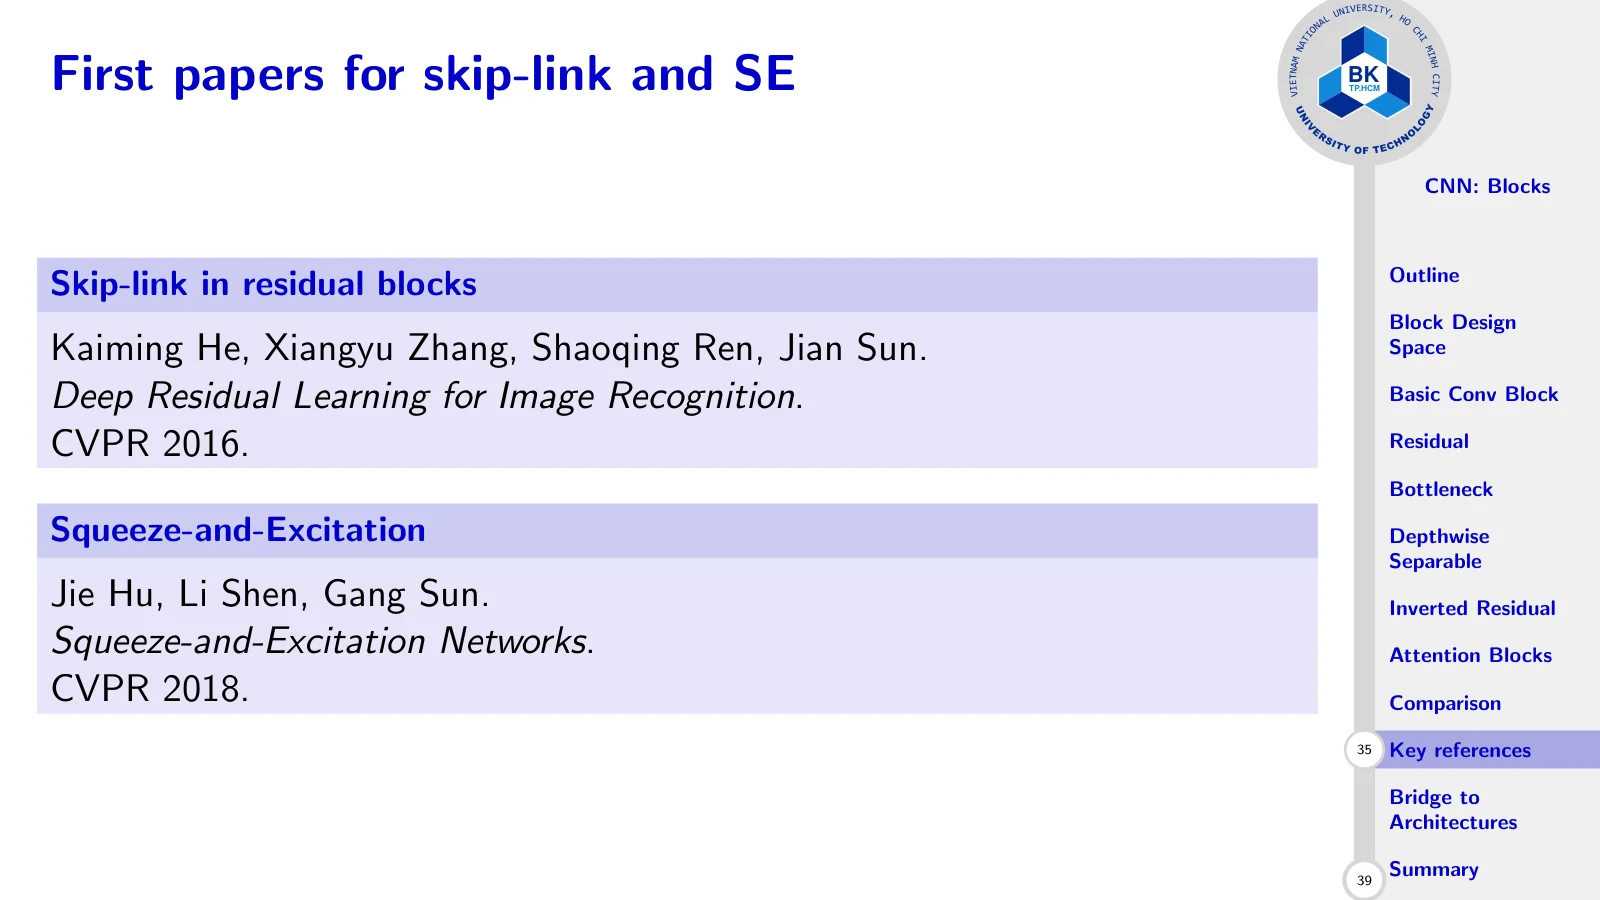 First papers for skip-link and SE
VIETNAM NATIONAL UNIVERSITY, HO CHI MINH CITY
BK
TP.HCM
UNIVERSITY OF TECHNOLOGY
CNN: Blocks
Skip-link in residual blocks
Kaiming He, Xiangyu Zhang, Shaoqing Ren, Jian Sun.
Deep Residual Learning for Image Recognition.
CVPR 2016.
Squeeze-and-Excitation
Jie Hu, Li Shen, Gang Sun.
Squeeze-and-Excitation Networks.
CVPR 2018.
Outline
Block Design
Space
Basic Conv Block
Residual
Bottleneck
Depthwise
Separable
Inverted Residual
Attention Blocks
Comparison
35 Key references
Bridge to
Architectures
Summary
39